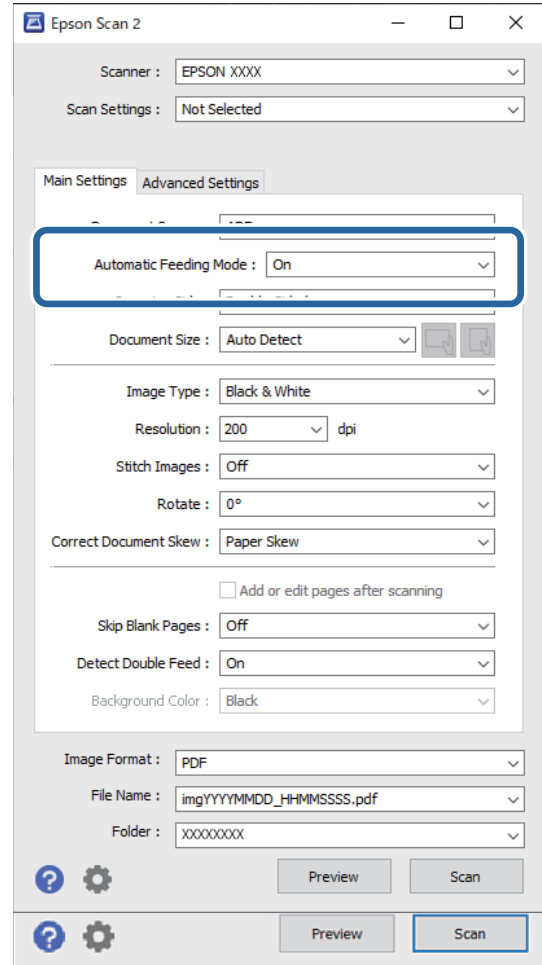 Epson Scan 2
Scanner : EPSON XXXX
Scan Settings : Not Selected
Main Settings Advanced Settings
Automatic Feeding Mode : On
Document Size : Auto Detect
Image Type : Black & White
Resolution : 200 dpi
Stitch Images : Off
Rotate : 0°
Correct Document Skew : Paper Skew
Add or edit pages after scanning
Skip Blank Pages : Off
Detect Double Feed : On
Background Color : Black
Image Format : PDF
File Name : imgYYYYMMDD_HHMMSSSS.pdf
Folder : XXXXXXXX
Preview Scan
Preview Scan